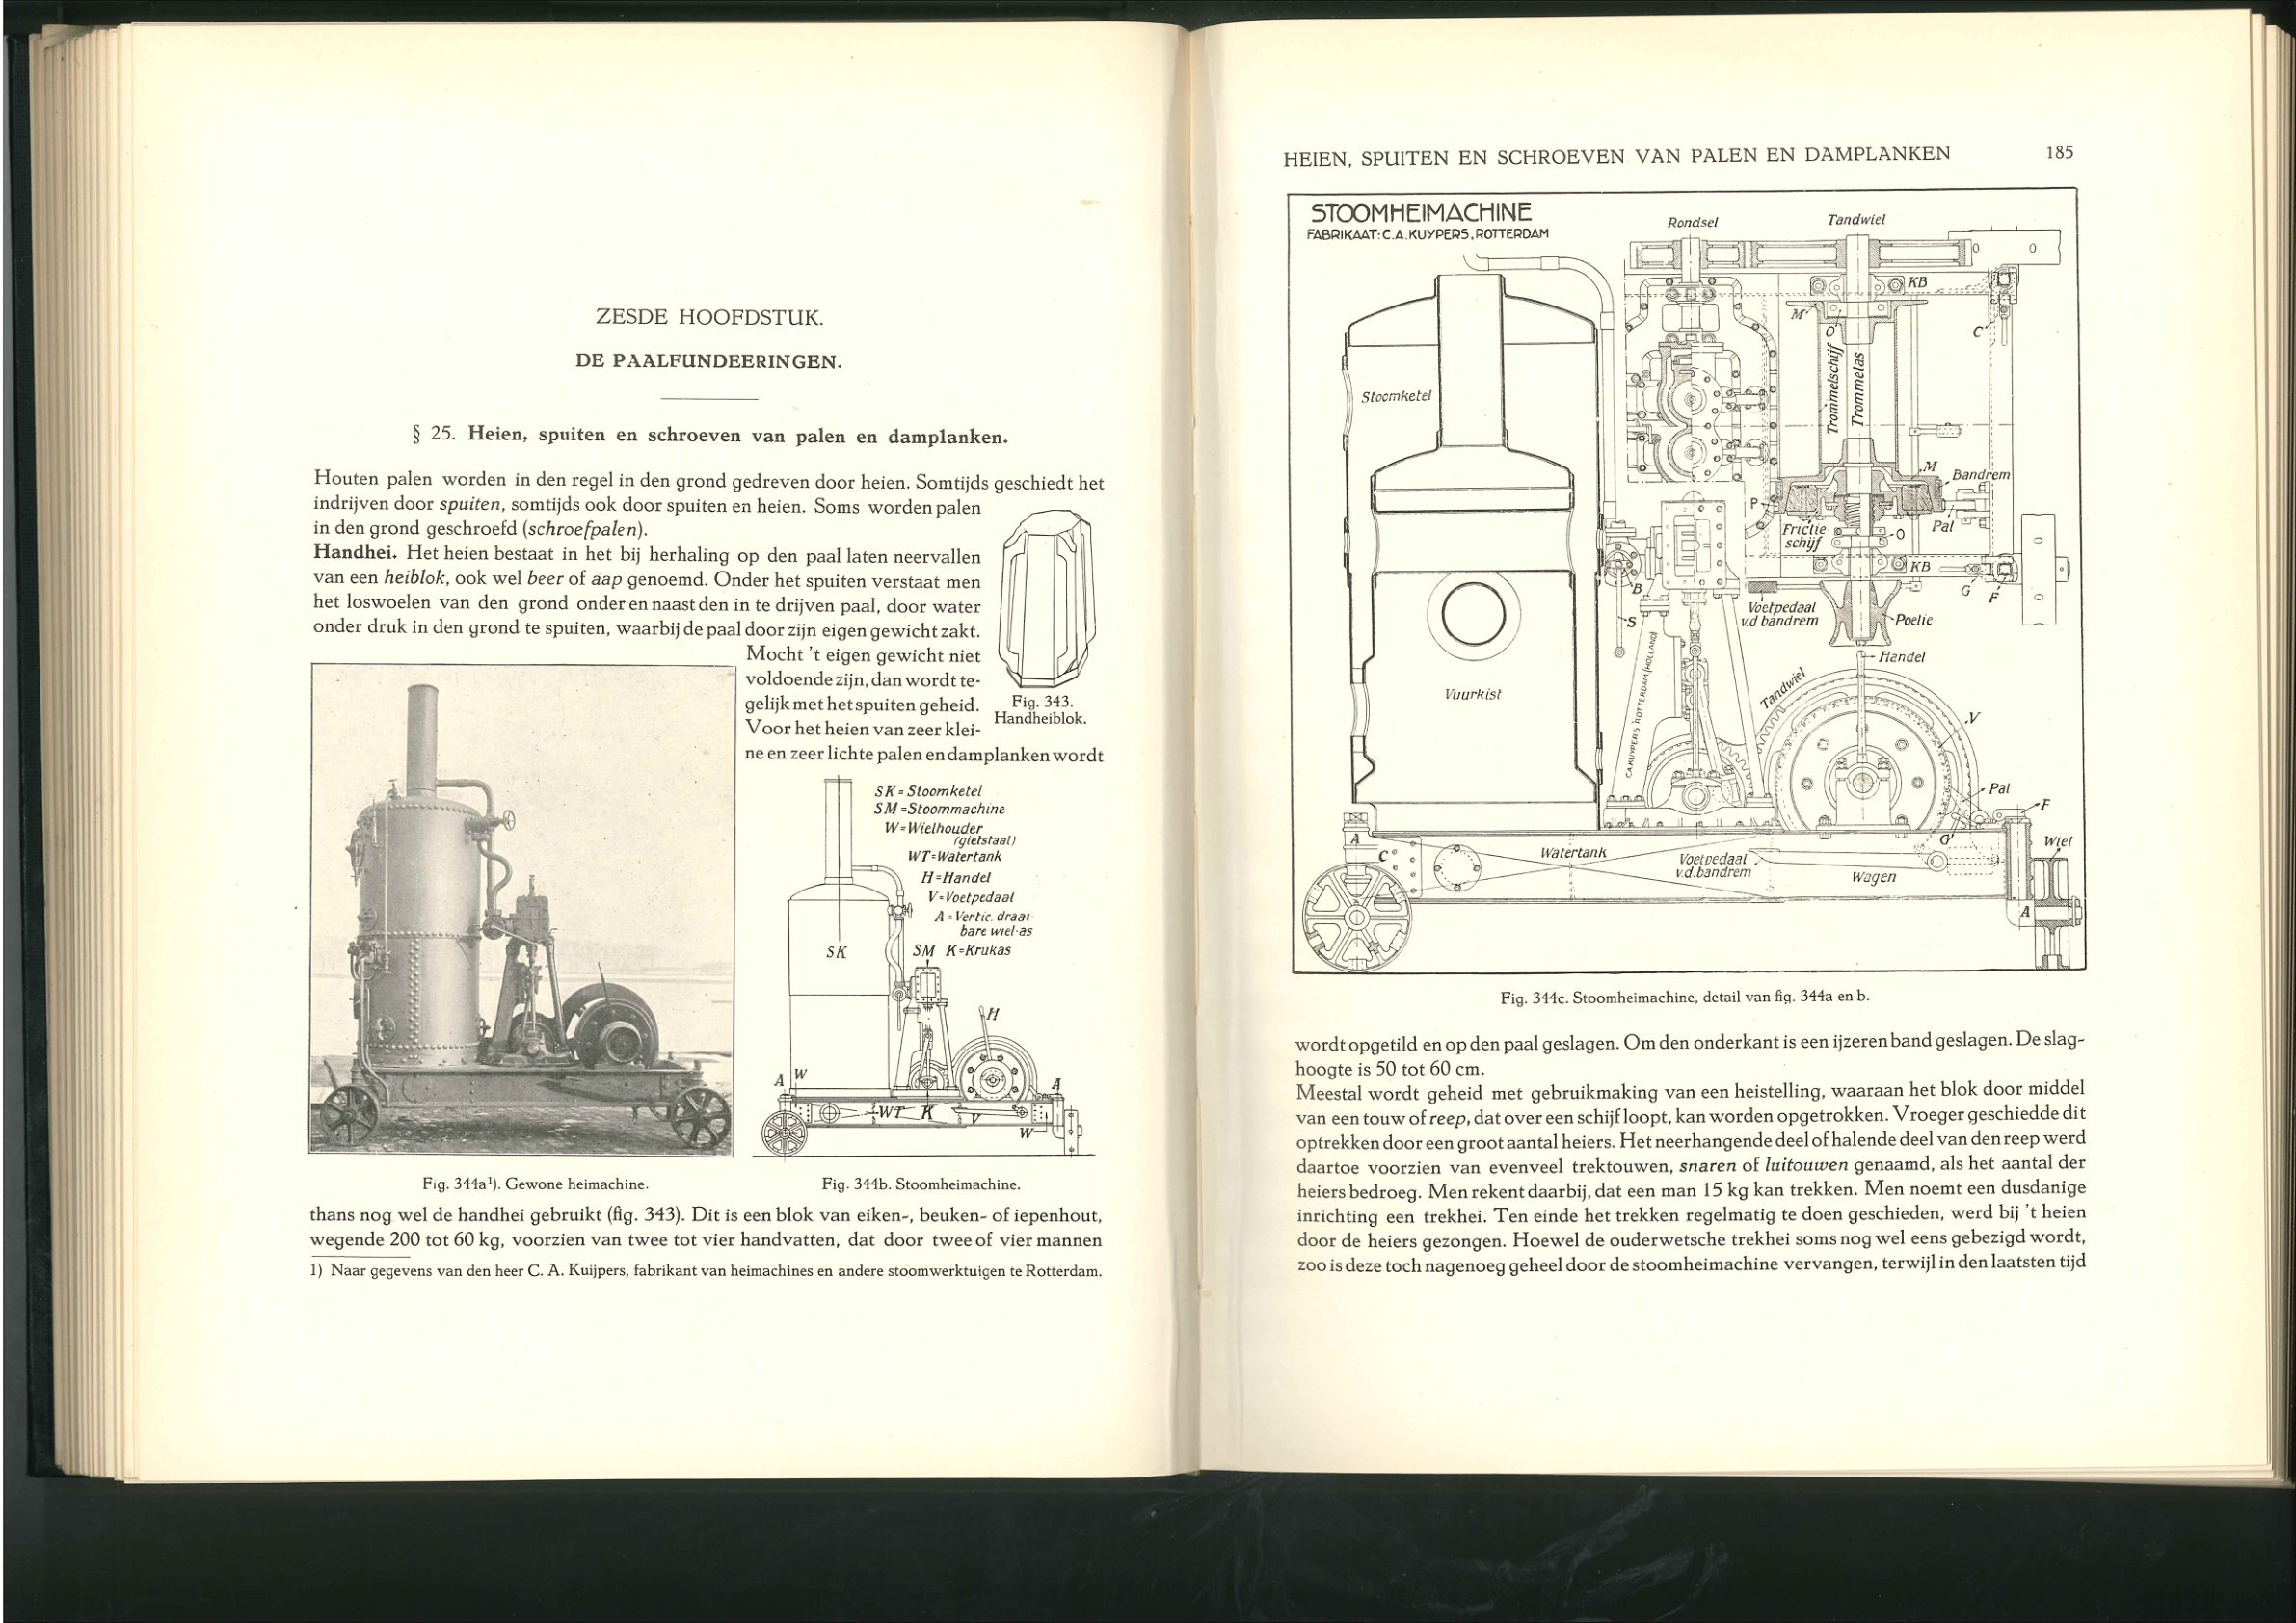 ZESDE HOOFDSTUK.
DE PAALFUNDEERINGEN.
§ 25. Heien, spuiten en schroeven van palen en damplanken.
Houten palen worden in den regel in den grond gedreven door heien. Somtijds geschiedt het
indrijven door spuiten, somtijds ook door spuiten en heien. Soms worden palen
in den grond geschroefd (schroefpalen).
Handhei. Het heien bestaat in het bij herhaling op den paal laten neervallen
van een heiblok, ook wel beer of aap genoemd. Onder het spuiten verstaat men
het loswoelen van den grond onder en naast den in te drijven paal, door water
onder druk in den grond te spuiten, waarbij de paal door zijn eigen gewicht zakt.
Mocht 't eigen gewicht niet
voldoende zijn, dan wordt te-
gelijk met het spuiten geheid.
Voor het heien van zeer klei-
ne en zeer lichte palen en damplanken wordt
Fig. 343.
Handheiblok.
SK = Stoomketel
SM = Stoommachine
W = Wielhouder
(gietstaal)
WT = Watertank
H = Handel
V = Voetpedaal
A = Vertic. draai-
bare wiel-as
K = Krukas
SM
SK
H
A
W
A
WT
K
V
W
Fig. 344a¹). Gewone heimachine.
Fig. 344b. Stoomheimachine.
thans nog wel de handhei gebruikt (fig. 343). Dit is een blok van eiken-, beuken- of iepenhout,
wegende 200 tot 60 kg, voorzien van twee tot vier handvatten, dat door twee of vier mannen
1) Naar gegevens van den heer C. A. Kuijpers, fabrikant van heimachines en andere stoomwerktuigen te Rotterdam.
HEIEN, SPUITEN EN SCHROEVEN VAN PALEN EN DAMPLANKEN 185
STOOMHEIMACHINE
FABRIKAAT: C.A. KUYPERS, ROTTERDAM
Rondsel
Tandwiel
KB
M
O
C
Trommelschijf
Trommelas
Stoomketel
M
Bandrem
P
Frictie-
schijf
Pal
O
KB
G
F
B
Voetpedaal
v.d bandrem
S
Poelie
Handel
C.A. KUYPERS ROTTERDAM (HOLLAND)
Tandwiel
Vuurkist
V
Pal
F
G
A
C
Watertank
Voetpedaal
v.d. bandrem
Wagen
Wiel
A
Fig. 344c. Stoomheimachine, detail van fig. 344a en b.
wordt opgetild en op den paal geslagen. Om den onderkant is een ijzeren band geslagen. De slag-
hoogte is 50 tot 60 cm.
Meestal wordt geheid met gebruikmaking van een heistelling, waaraan het blok door middel
van een touw of reep, dat over een schijf loopt, kan worden opgetrokken. Vroeger geschiedde dit
optrekken door een groot aantal heiers. Het neerhangende deel of halende deel van den reep werd
daartoe voorzien van evenveel trektouwen, snaren of luitouwen genaamd, als het aantal der
heiers bedroeg. Men rekent daarbij, dat een man 15 kg kan trekken. Men noemt een dusdanige
inrichting een trekhei. Ten einde het trekken regelmatig te doen geschieden, werd bij 't heien
door de heiers gezongen. Hoewel de ouderwetsche trekhei soms nog wel eens gebezigd wordt,
zoo is deze toch nagenoeg geheel door de stoomheimachine vervangen, terwijl in den laatsten tijd